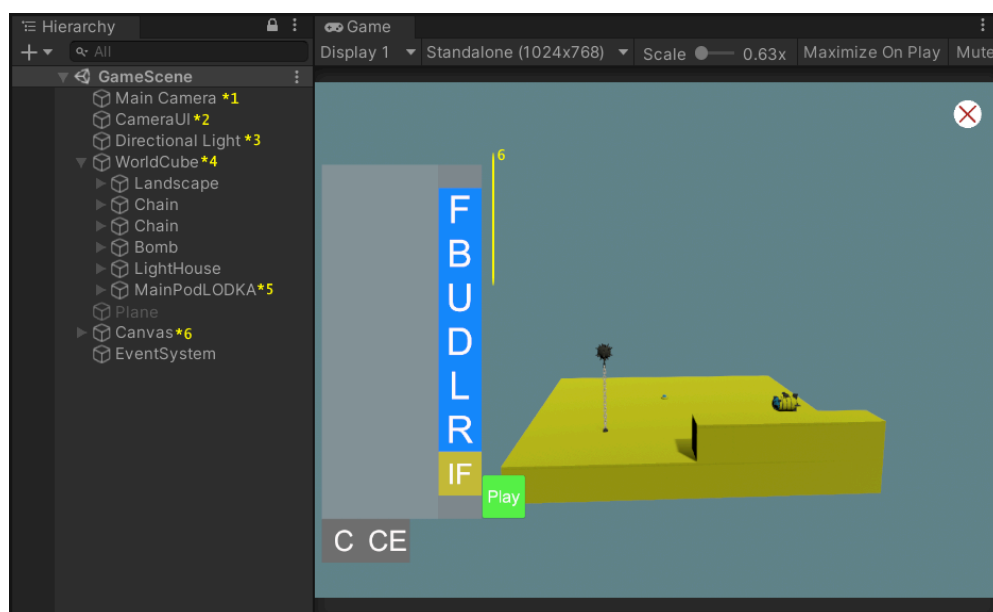 Hierarchy
All
GameScene
Main Camera *1
CameraUI*2
Directional Light *3
WorldCube*4
Landscape
Chain
Chain
Bomb
LightHouse
MainPodLODKA*5
Plane
Canvas*6
EventSystem
Game
Display 1 Standalone (1024x768) Scale 0.63x Maximize On Play Mute
6
F
B
U
D
L
R
IF
Play
C CE